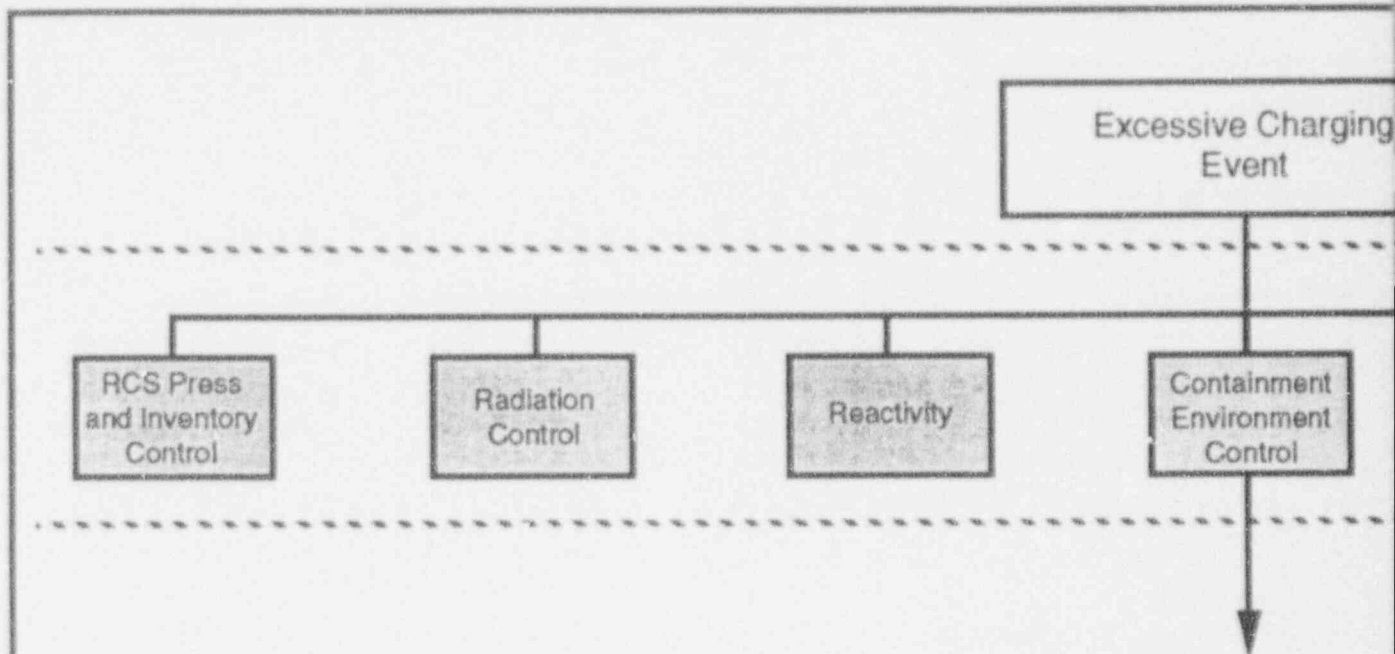 Excessive Charging
Event
RCS Press
and Inventory
Control
Radiation
Control
Reactivity
Containment
Environment
Control